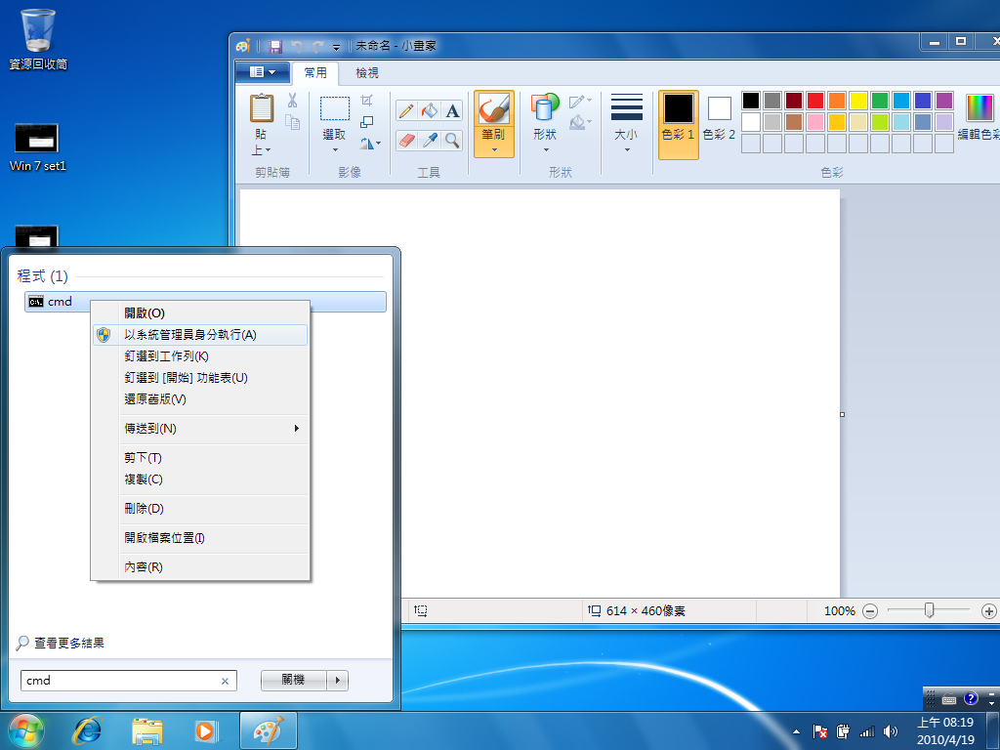 資源回收筒
Win 7 set1
未命名 - 小畫家
常用
檢視
貼上
選取
A
筆刷
形狀
大小
色彩 1
色彩 2
編輯色彩
剪貼簿
影像
工具
形狀
色彩
程式 (1)
C:\.
cmd
開啟(O)
以系統管理員身分執行(A)
釘選到工作列(K)
釘選到 [開始] 功能表(U)
還原舊版(V)
傳送到(N)
剪下(T)
複製(C)
刪除(D)
開啟檔案位置(I)
內容(R)
查看更多結果
cmd
關機
614 × 460像素
100%
上午 08:19
2010/4/19